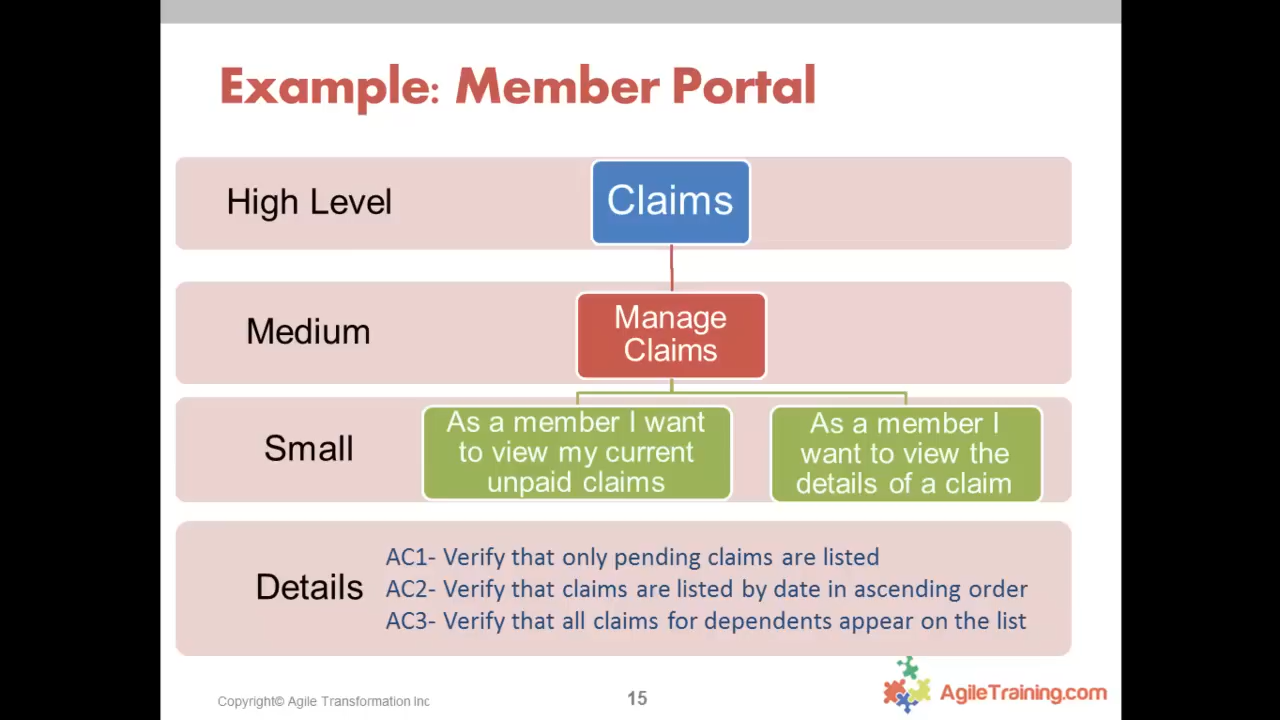 Example: Member Portal
High Level
Claims
Medium
Manage
Claims
Small
As a member I want
to view my current
unpaid claims
As a member I
want to view the
details of a claim
Details
AC1- Verify that only pending claims are listed
AC2- Verify that claims are listed by date in ascending order
AC3- Verify that all claims for dependents appear on the list
Copyright© Agile Transformation Inc
15
AgileTraining.com